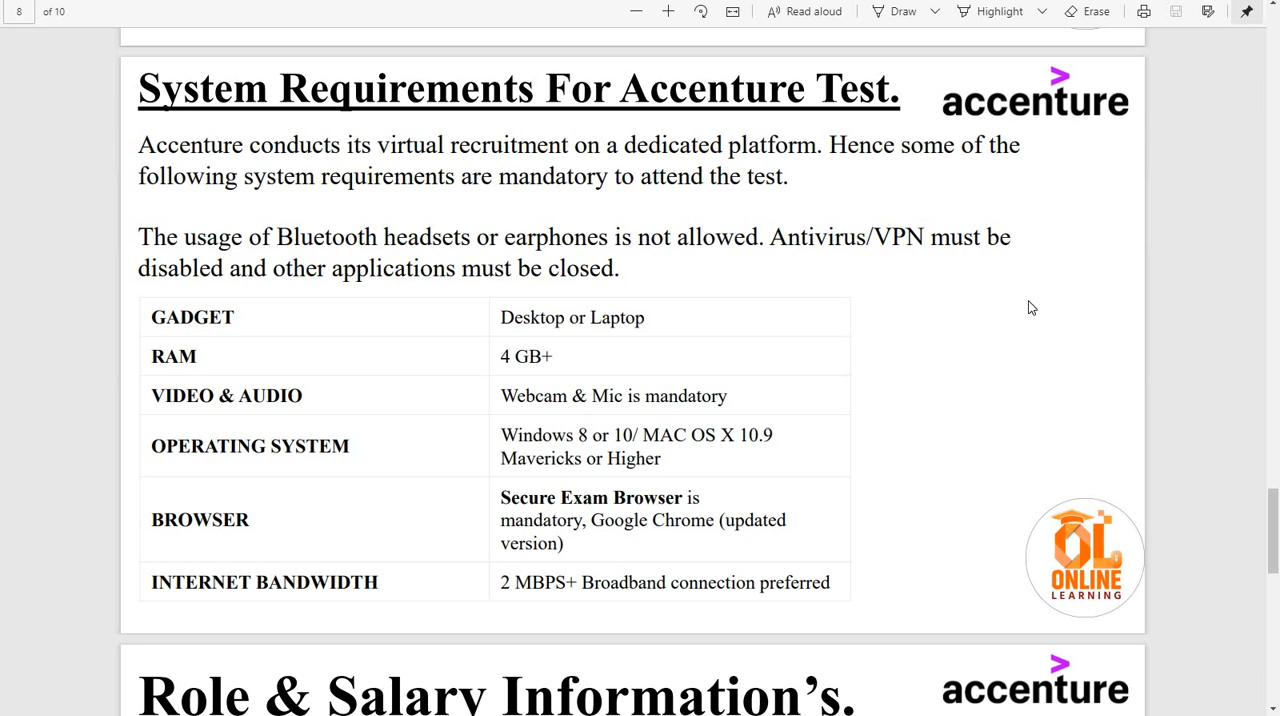 8 of 10 Read aloud Draw Highlight Erase
System Requirements For Accenture Test.
>
accenture
Accenture conducts its virtual recruitment on a dedicated platform. Hence some of the
following system requirements are mandatory to attend the test.
The usage of Bluetooth headsets or earphones is not allowed. Antivirus/VPN must be
disabled and other applications must be closed.
GADGET Desktop or Laptop
RAM 4 GB+
VIDEO & AUDIO Webcam & Mic is mandatory
OPERATING SYSTEM Windows 8 or 10/ MAC OS X 10.9
Mavericks or Higher
BROWSER Secure Exam Browser is
mandatory, Google Chrome (updated
version)
INTERNET BANDWIDTH 2 MBPS+ Broadband connection preferred
OL
ONLINE
LEARNING
Role & Salary Information’s.
>
accenture